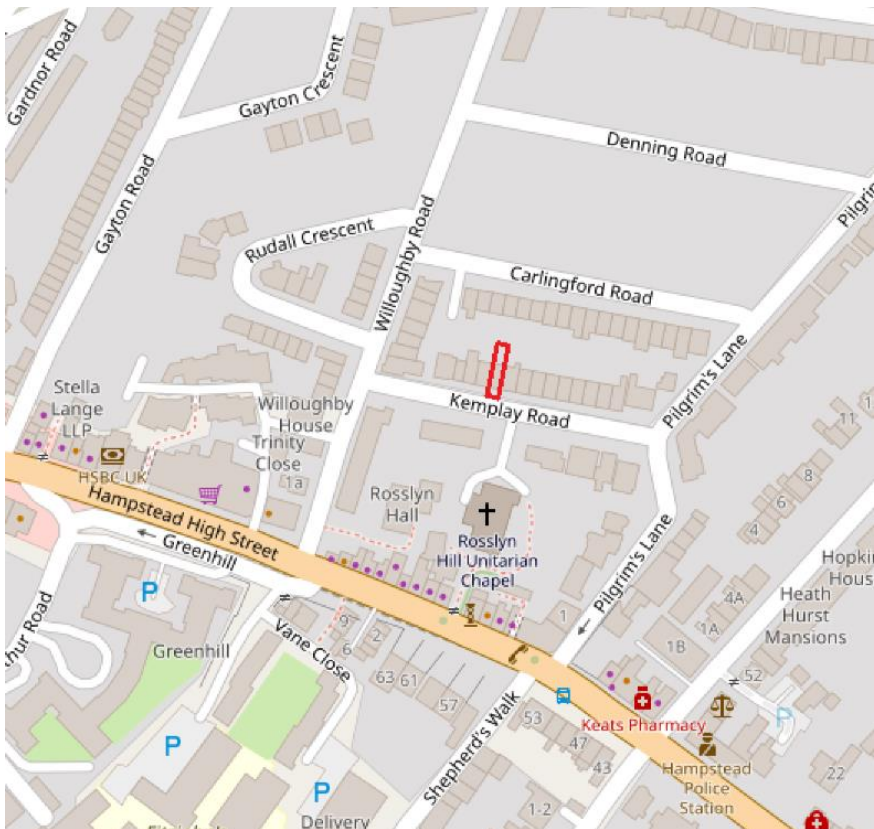 Gardnor Road
Gayton Crescent
Denning Road
Gayton Road
Willoughby Road
Rudall Crescent
Carlingford Road
Pilgrim's Lane
Stella
Lange
LLP
Willoughby
House
Kemplay Road
HSBC UK
Trinity
Close
1a
Rosslyn
Hall
Hampstead High Street
Greenhill
Rosslyn
Hill Unitarian
Chapel
Pilgrim's Lane
11
8
6
4
4A
1A
1B
1
Heath
Hurst
Mansions
P
Greenhill
Vane Close
9
6
2
63
61
57
Shepherd's Walk
53
47
43
52
P
Keats Pharmacy
Hampstead
Police
Station
22
P
P
Delivery
1-2